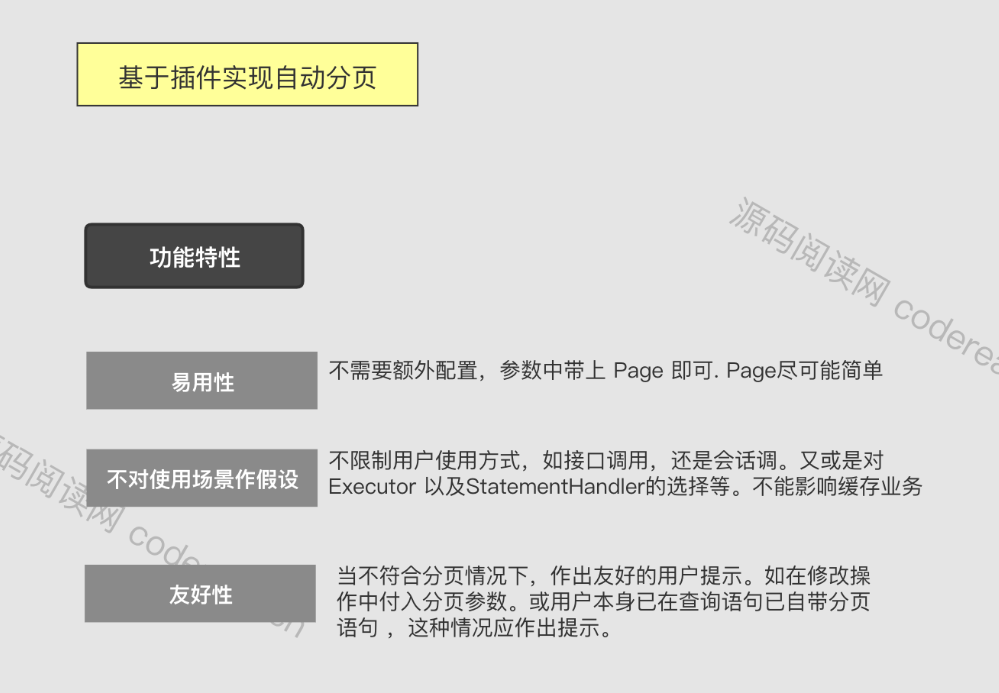 基于插件实现自动分页
功能特性
源码阅读网 coderea
易用性
不需要额外配置，参数中带上 Page 即可. Page尽可能简单
不对使用场景作假设
不限制用户使用方式，如接口调用，还是会话调。又或是对
Executor 以及StatementHandler的选择等。不能影响缓存业务
码阅读网 code
友好性
当不符合分页情况下，作出友好的用户提示。如在修改操
作中付入分页参数。或用户本身已在查询语句已自带分页
语句 ，这种情况应作出提示。